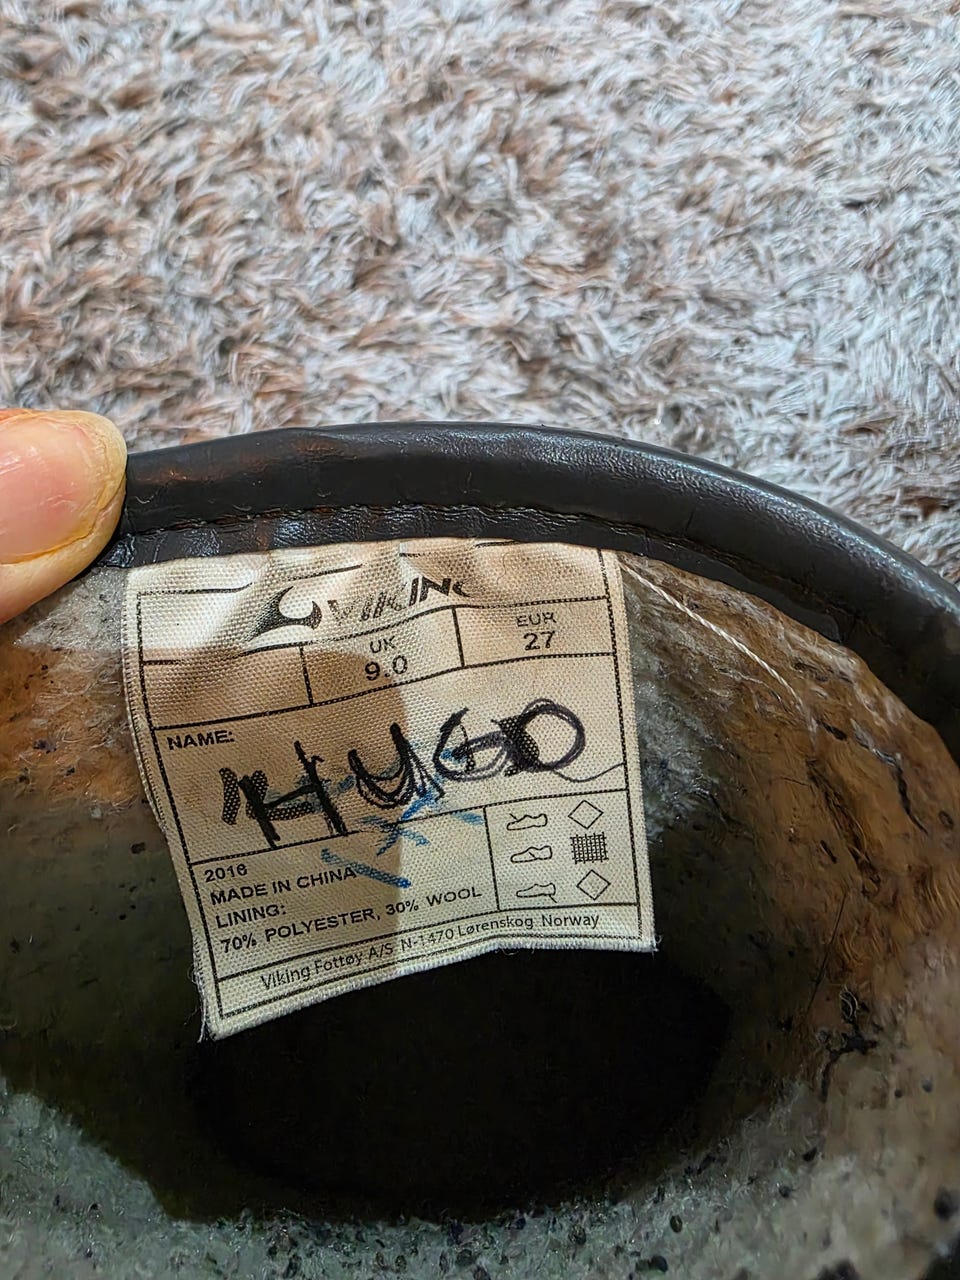 VIKING
UK
9.0
EUR
27
NAME:
HUGO
2016
MADE IN CHINA
LINING:
70% POLYESTER, 30% WOOL
Viking Fottøy A/S N-1470 Lørenskog Norway